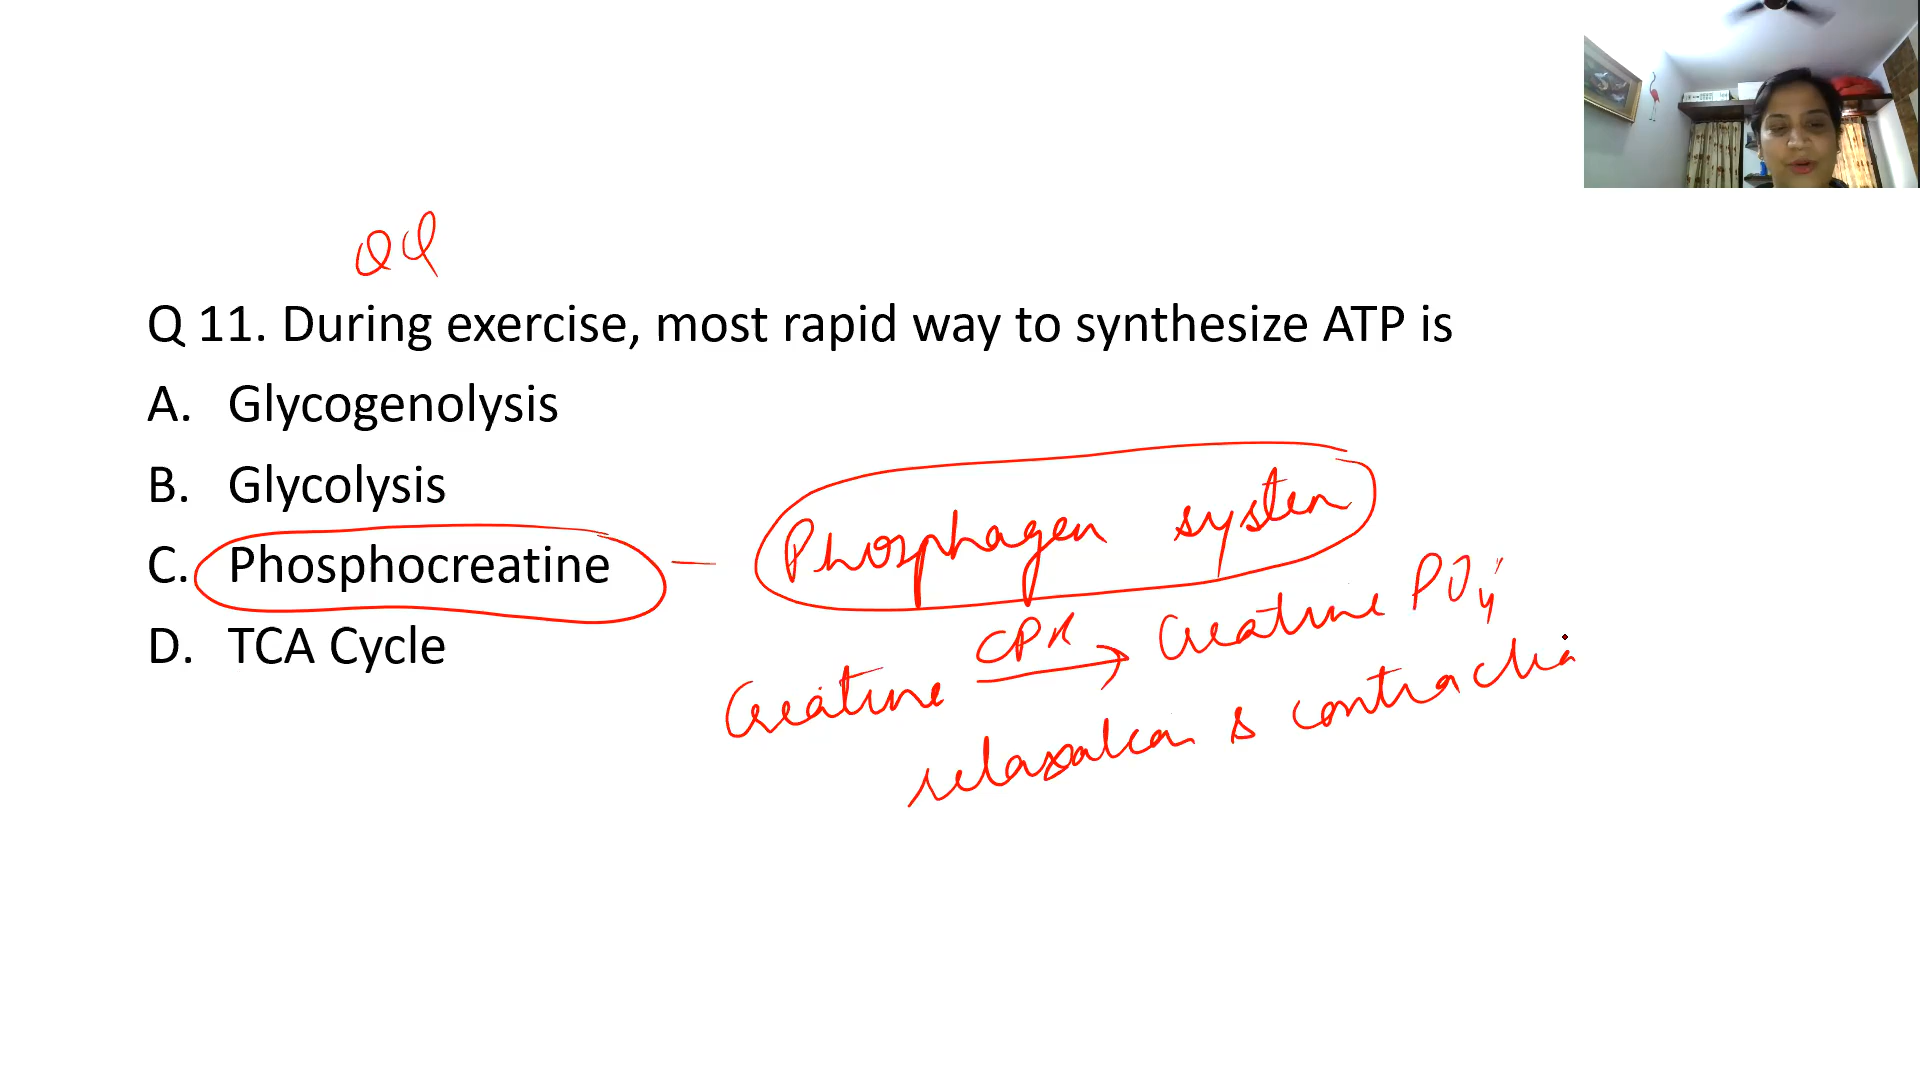 QQ
Q 11. During exercise, most rapid way to synthesize ATP is
A. Glycogenolysis
B. Glycolysis
C. Phosphocreatine — Phosphagen system
D. TCA Cycle
Creatine CPK → Creatine PO4
relaxation & contraction